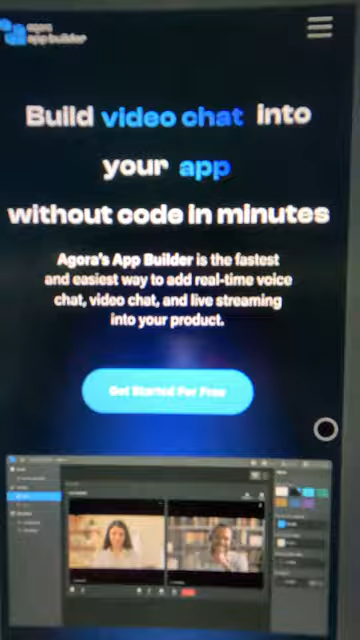 agora
app builder
Build video chat into
your app
without code in minutes
Agora's App Builder is the fastest
and easiest way to add real-time voice
chat, video chat, and live streaming
into your product.
Get Started For Free